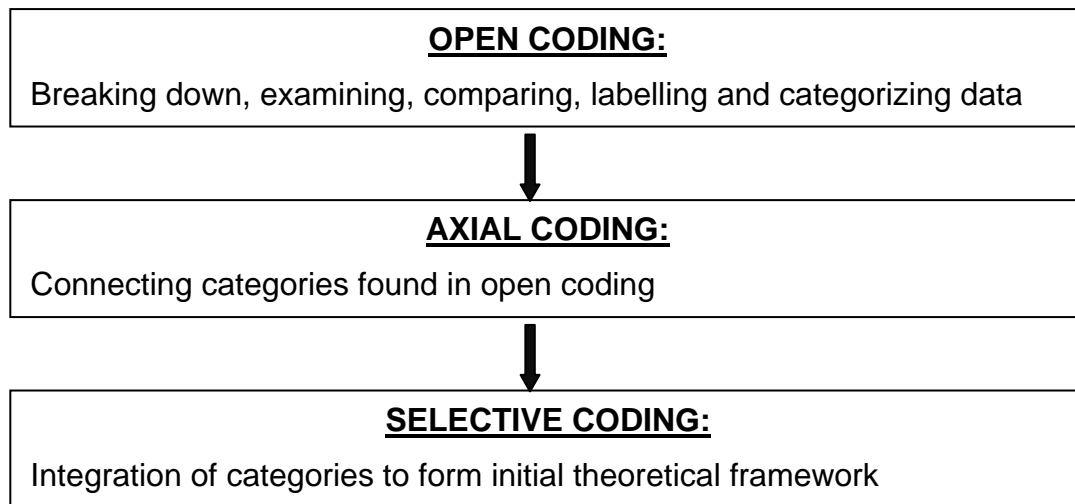 OPEN CODING:
Breaking down, examining, comparing, labelling and categorizing data
AXIAL CODING:
Connecting categories found in open coding
SELECTIVE CODING:
Integration of categories to form initial theoretical framework